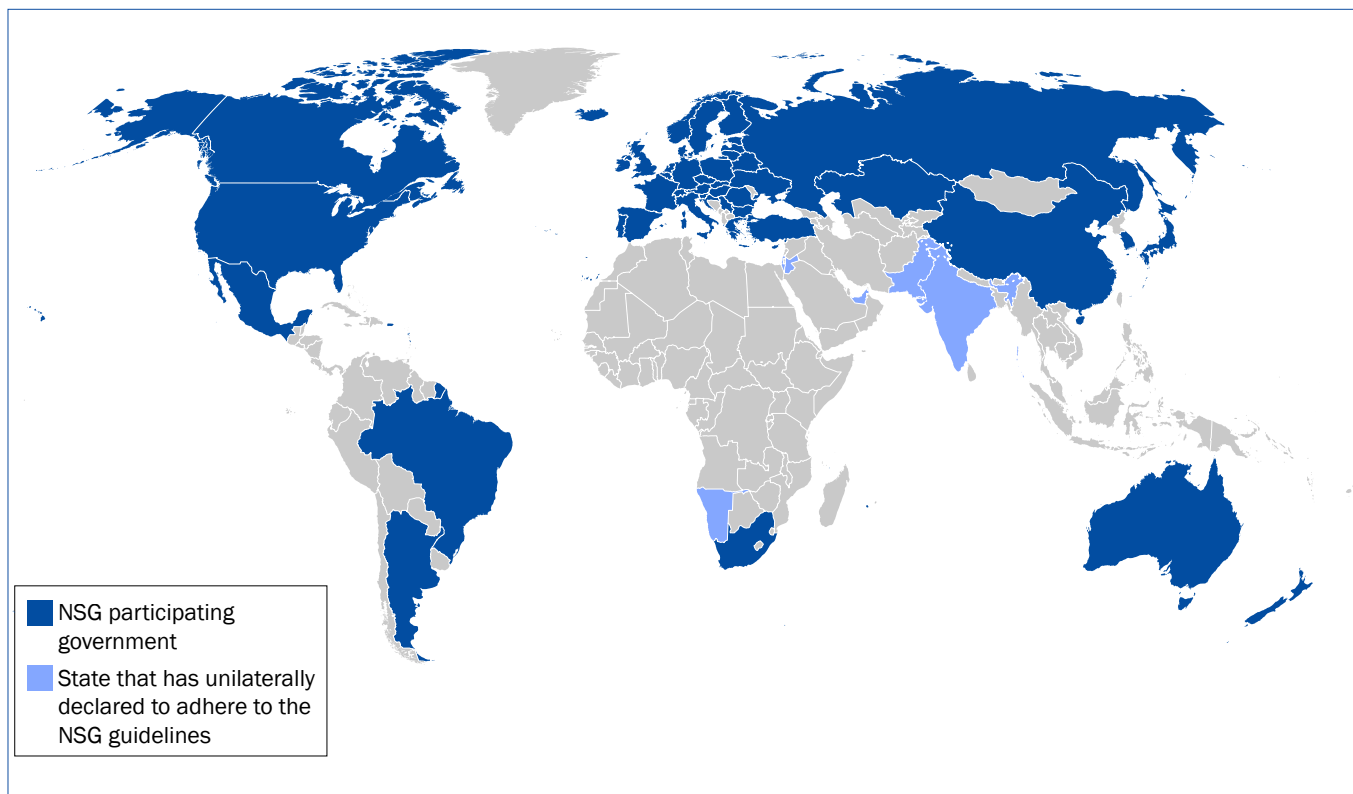 NSG participating
government
State that has unilaterally
declared to adhere to the
NSG guidelines